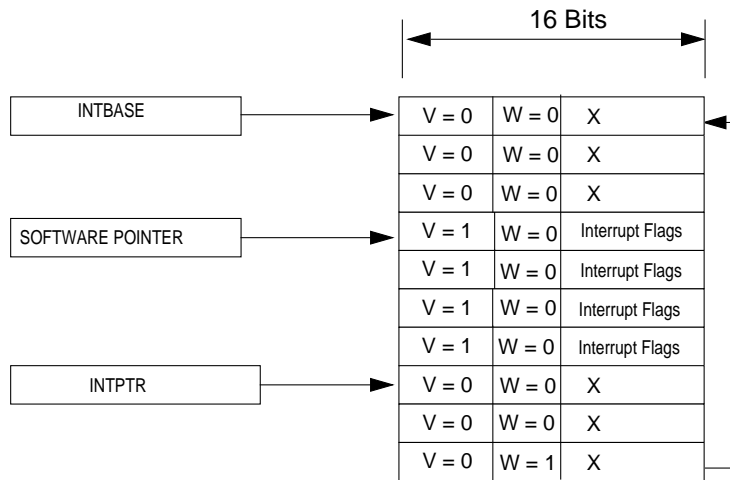 16 Bits
INTBASE
V = 0 W = 0 X
V = 0 W = 0 X
V = 0 W = 0 X
SOFTWARE POINTER
V = 1 W = 0 Interrupt Flags
V = 1 W = 0 Interrupt Flags
V = 1 W = 0 Interrupt Flags
V = 1 W = 0 Interrupt Flags
INTPTR
V = 0 W = 0 X
V = 0 W = 0 X
V = 0 W = 1 X